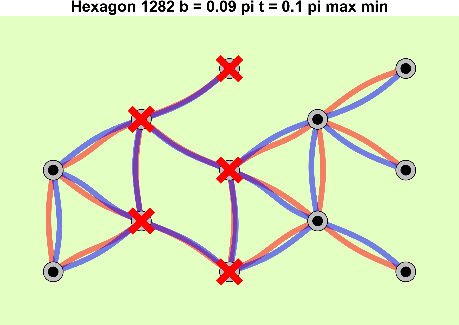 Hexagon 1282 b = 0.09 pi t = 0.1 pi max min